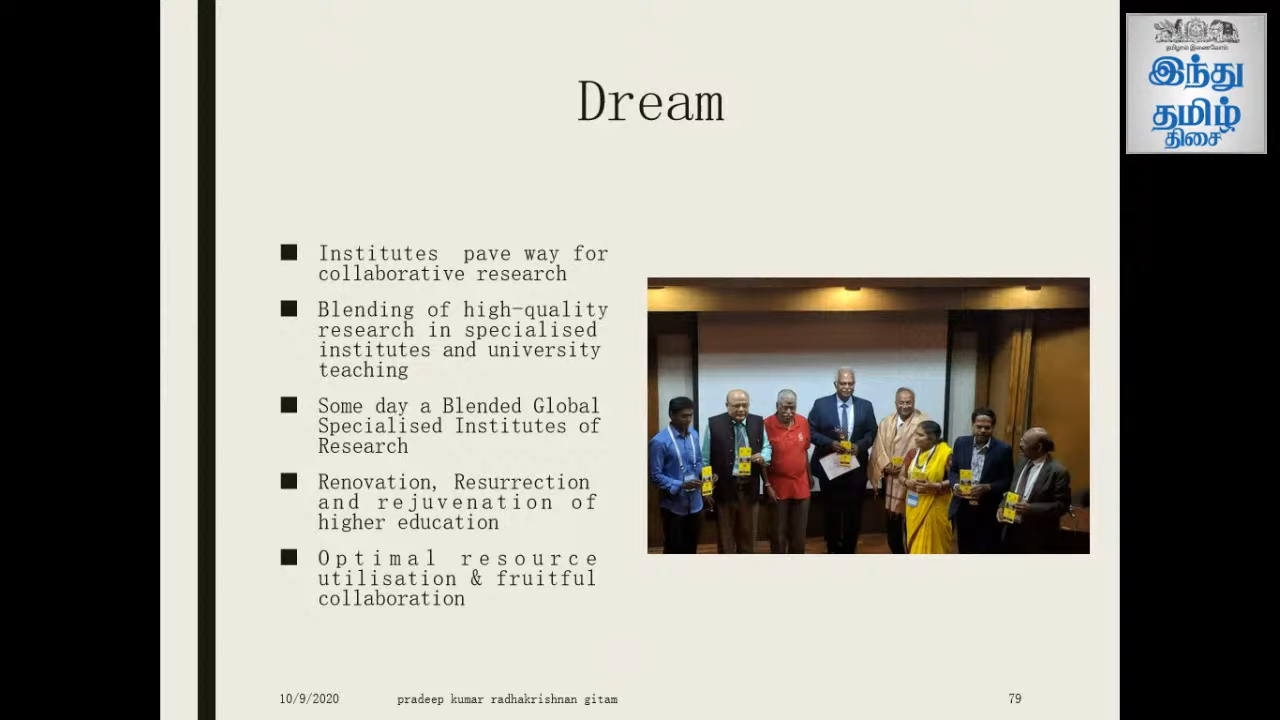 Dream
Institutes pave way for
collaborative research
Blending of high-quality
research in specialised
institutes and university
teaching
Some day a Blended Global
Specialised Institutes of
Research
Renovation, Resurrection
and rejuvenation of
higher education
Optimal resource
utilisation & fruitful
collaboration
10/9/2020
pradeep kumar radhakrishnan gitam
79
தமிழால் இணைவோம்
இந்து
தமிழ்
திசை